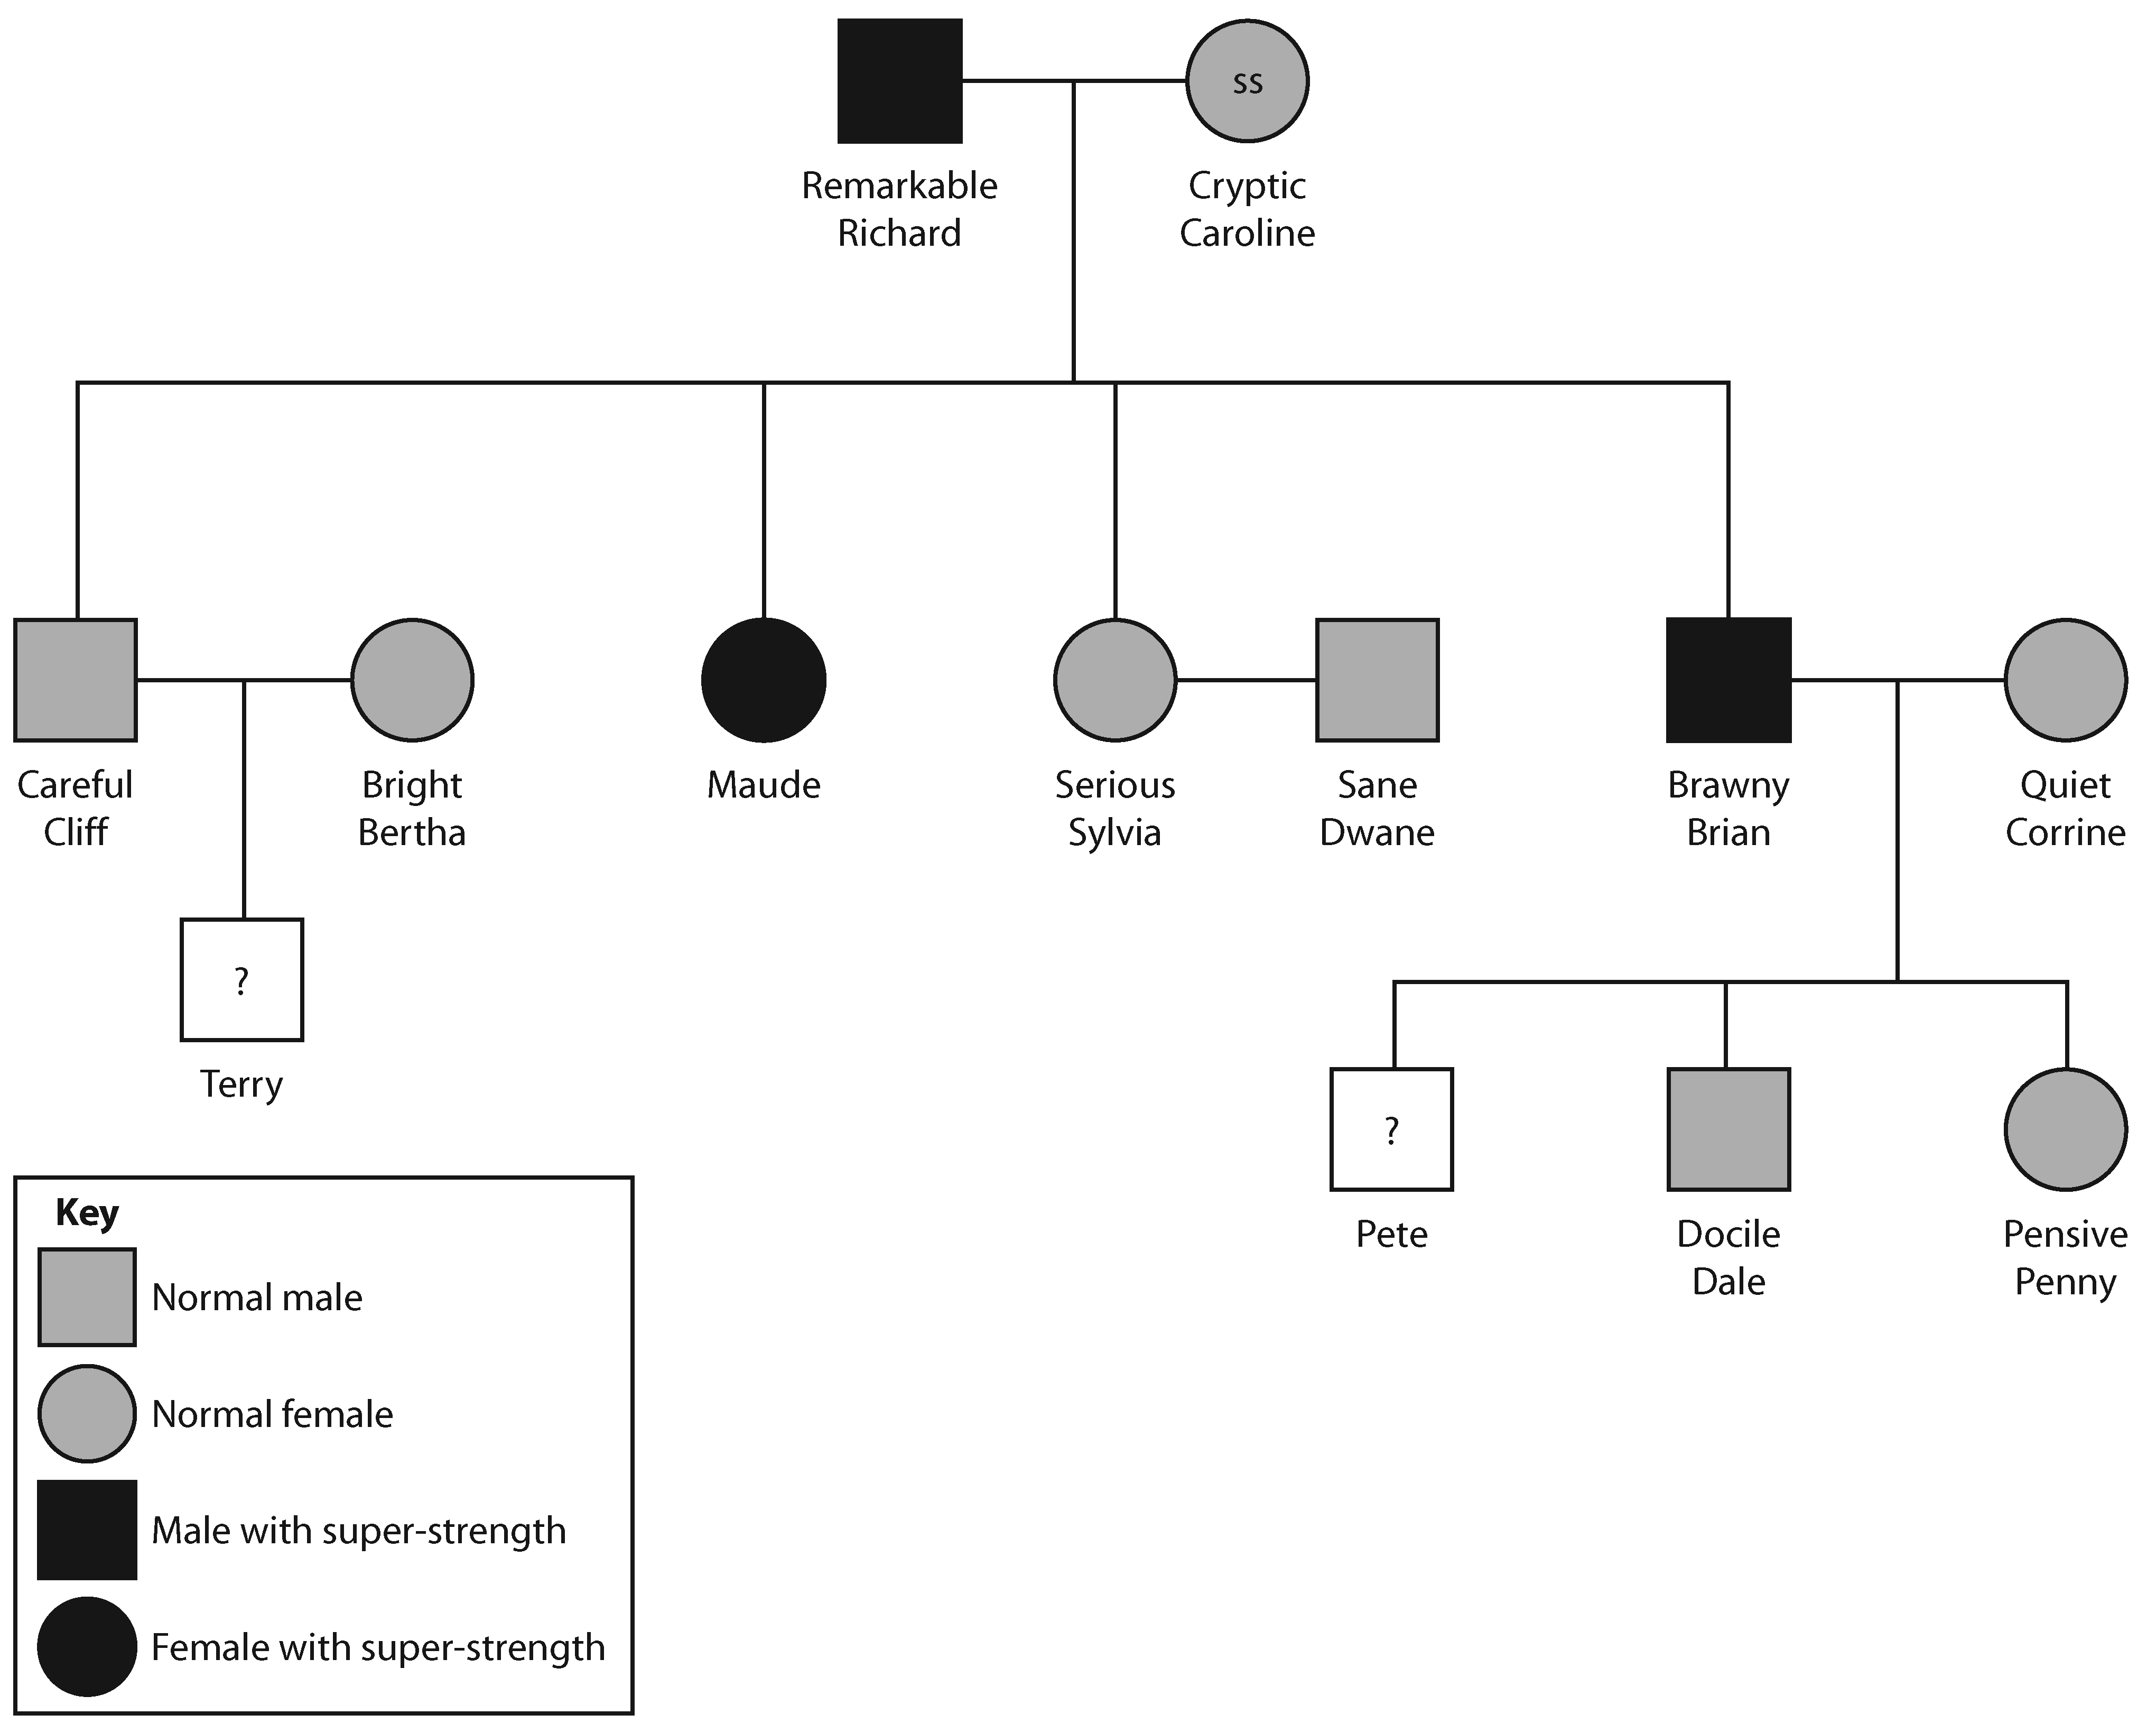 ss
Remarkable
Richard
Cryptic
Caroline
Careful
Cliff
Bright
Bertha
Maude
Serious
Sylvia
Sane
Dwane
Brawny
Brian
Quiet
Corrine
?
Terry
?
Pete
Docile
Dale
Pensive
Penny
Key
Normal male
Normal female
Male with super-strength
Female with super-strength